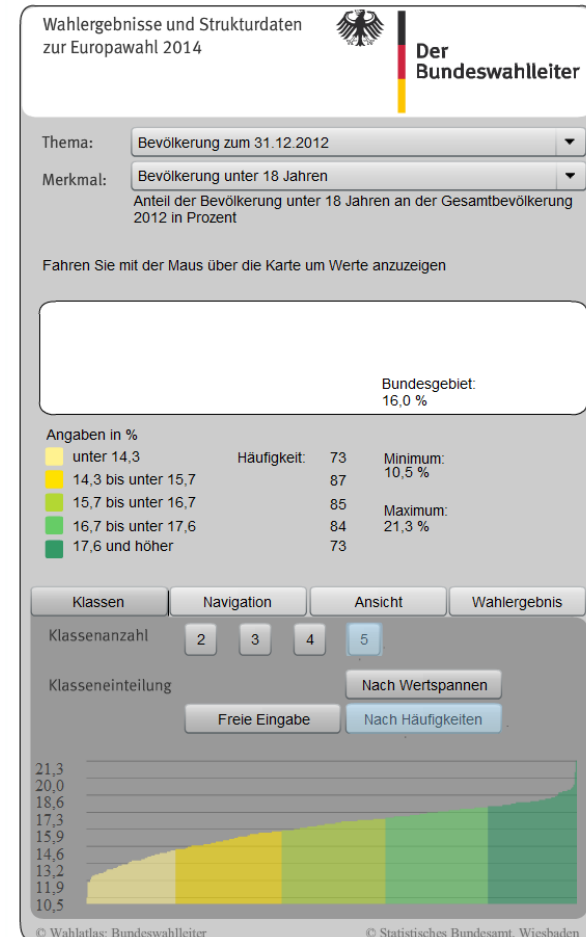 Wahlergebnisse und Strukturdaten
zur Europawahl 2014
Der
Bundeswahlleiter
Thema: Bevölkerung zum 31.12.2012
Merkmal: Bevölkerung unter 18 Jahren
Anteil der Bevölkerung unter 18 Jahren an der Gesamtbevölkerung
2012 in Prozent
Fahren Sie mit der Maus über die Karte um Werte anzuzeigen
Bundesgebiet:
16,0 %
Angaben in %
unter 14,3 Häufigkeit: 73 Minimum:
14,3 bis unter 15,7 87 10,5 %
15,7 bis unter 16,7 85 Maximum:
16,7 bis unter 17,6 84 21,3 %
17,6 und höher 73
Klassen Navigation Ansicht Wahlergebnis
Klassenanzahl 2 3 4 5
Klasseneinteilung Nach Wertspannen
Freie Eingabe Nach Häufigkeiten
21,3
20,0
18,6
17,3
15,9
14,6
13,2
11,9
10,5
© Wahlatlas: Bundeswahlleiter © Statistisches Bundesamt, Wiesbaden